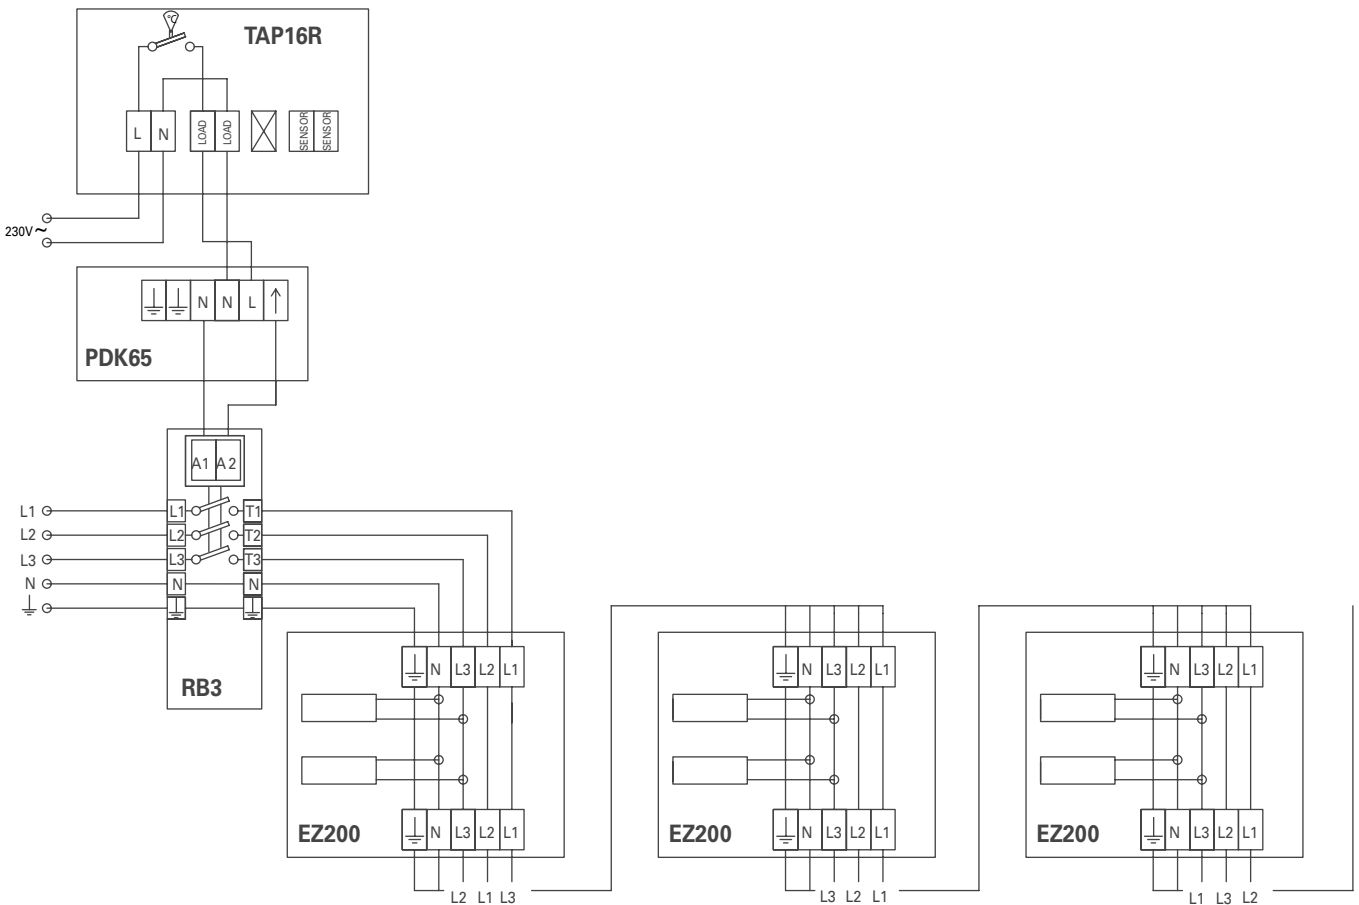 °C
TAP16R
L N LOAD LOAD SENSOR SENSOR
230V~
N N L
PDK65
A1 A2
L1 L1 T1
L2 L2 T2
L3 L3 T3
N N N
RB3
N L3 L2 L1
N L3 L2 L1
N L3 L2 L1
EZ200 N L3 L2 L1
EZ200 N L3 L2 L1
EZ200 N L3 L2 L1
L2 L1 L3
L3 L2 L1
L1 L3 L2